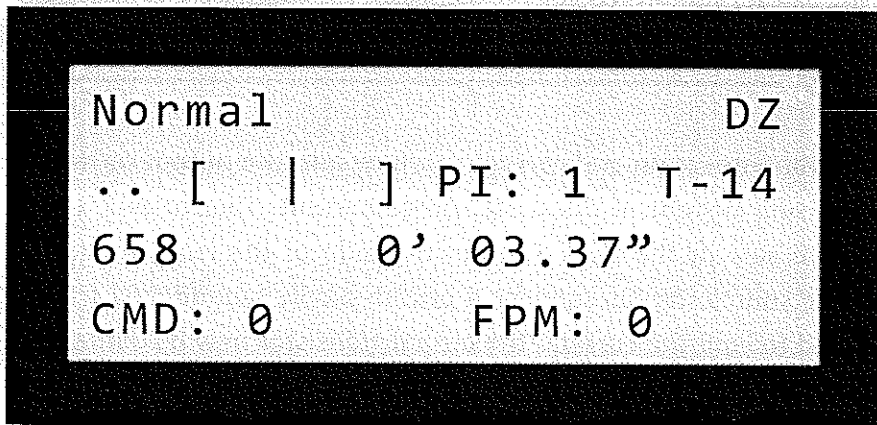 Normal DZ
.. [ | ] PI: 1 T-14
658 0’ 03.37”
CMD: 0 FPM: 0